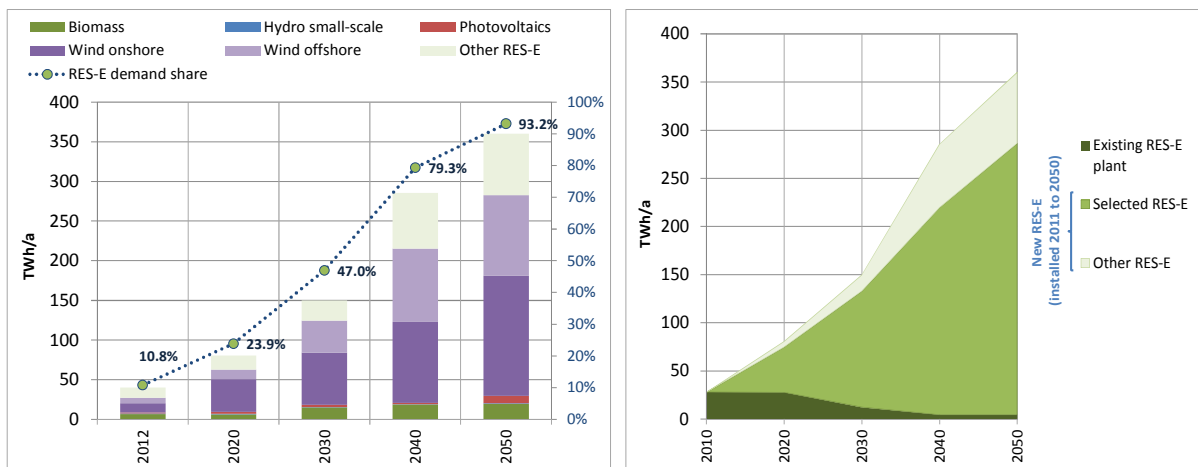 Biomass
Hydro small-scale
Photovoltaics
Wind onshore
Wind offshore
Other RES-E
RES-E demand share
TWh/a
400
350
300
250
200
150
100
50
0
100%
90%
80%
70%
60%
50%
40%
30%
20%
10%
0%
10.8%
23.9%
47.0%
79.3%
93.2%
2012
2020
2030
2040
2050
TWh/a
400
350
300
250
200
150
100
50
0
2010
2020
2030
2040
2050
New RES-E
(installed 2011 to 2050)
Existing RES-E
plant
Selected RES-E
Other RES-E